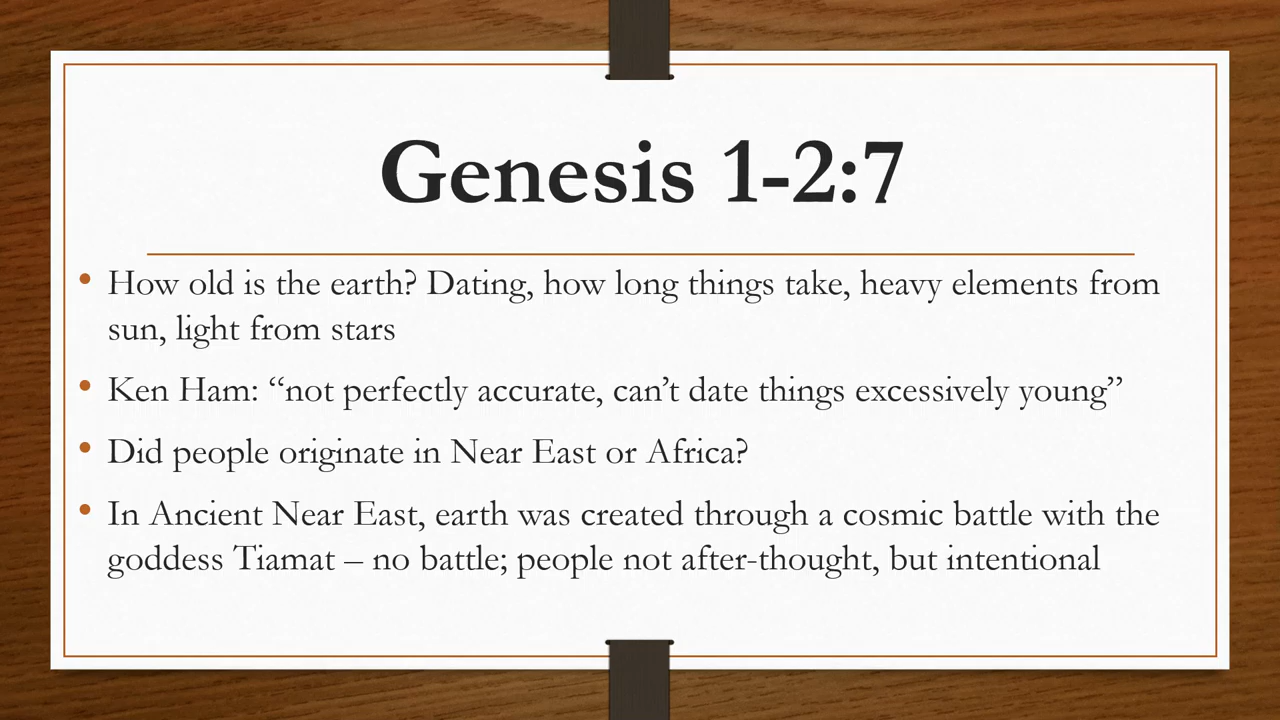 Genesis 1-2:7
• How old is the earth? Dating, how long things take, heavy elements from
sun, light from stars
• Ken Ham: “not perfectly accurate, can’t date things excessively young”
• Did people originate in Near East or Africa?
• In Ancient Near East, earth was created through a cosmic battle with the
goddess Tiamat – no battle; people not after-thought, but intentional